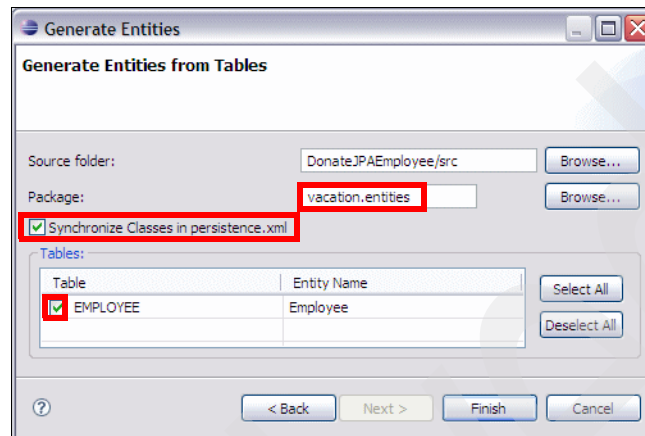 Generate Entities
Generate Entities from Tables
Source folder: DonateJPAEmployee/src Browse...
Package: vacation.entities Browse...
Synchronize Classes in persistence.xml
Tables:
Table Entity Name
EMPLOYEE Employee
Select All
Deselect All
? < Back Next > Finish Cancel